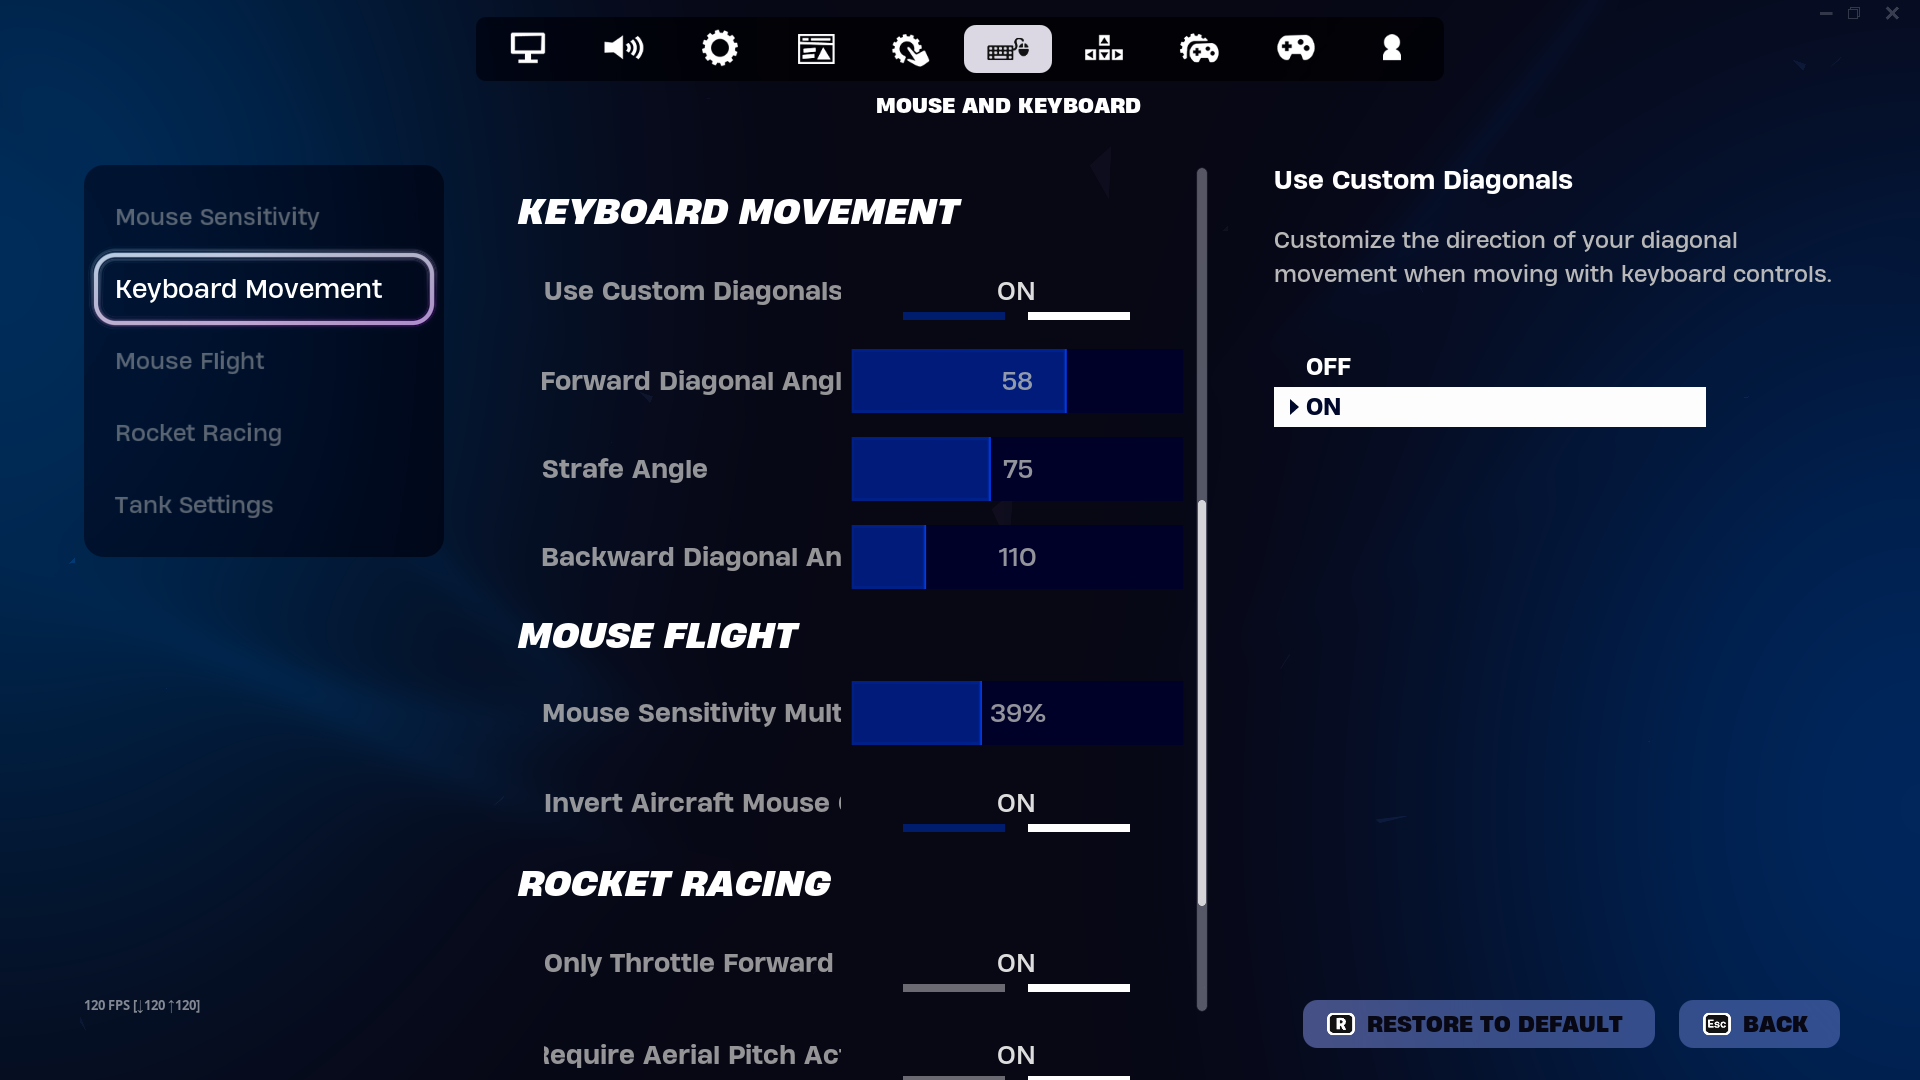 MOUSE AND KEYBOARD
Mouse Sensitivity
Keyboard Movement
Mouse Flight
Rocket Racing
Tank Settings
KEYBOARD MOVEMENT
Use Custom Diagonals ON
Forward Diagonal Angl 58
Strafe Angle 75
Backward Diagonal An 110
MOUSE FLIGHT
Mouse Sensitivity Mult 39%
Invert Aircraft Mouse ON
ROCKET RACING
Only Throttle Forward ON
Require Aerial Pitch Act ON
Use Custom Diagonals
Customize the direction of your diagonal
movement when moving with keyboard controls.
OFF
ON
120 FPS [↓120 ↑120]
R RESTORE TO DEFAULT
Esc BACK